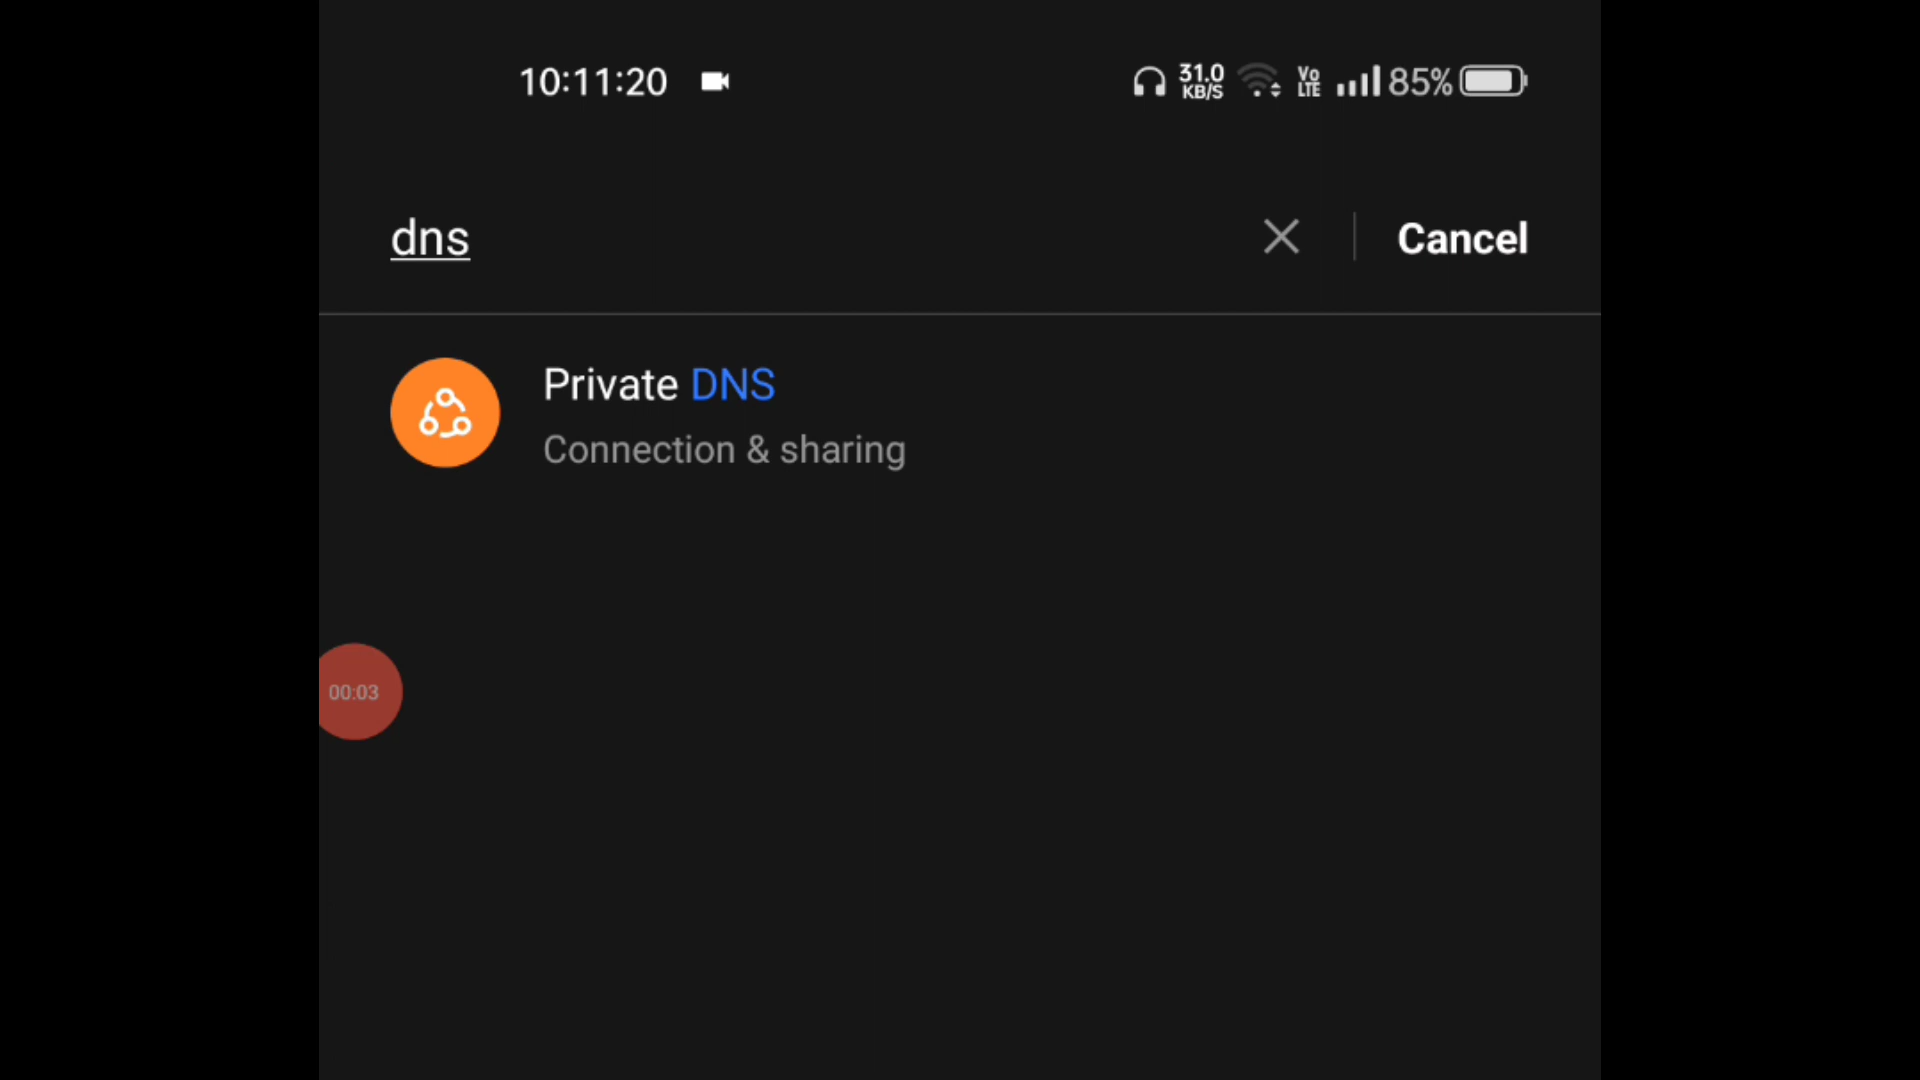 10:11:20 31.0 KB/S Vo LTE 85%
dns Cancel
Private DNS
Connection & sharing
00:03